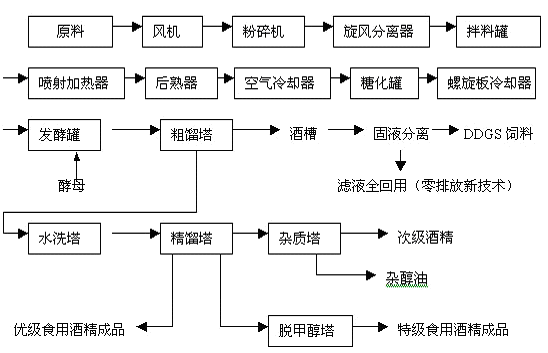 原料 风机 粉碎机 旋风分离器 拌料罐
喷射加热器 后熟器 空气冷却器 糖化罐 螺旋板冷却器
发酵罐 粗馏塔 酒槽 固液分离 DDGS 饲料
酵母 滤液全回用（零排放新技术）
水洗塔 精馏塔 杂质塔 次级酒精
杂醇油
优级食用酒精成品 脱甲醇塔 特级食用酒精成品